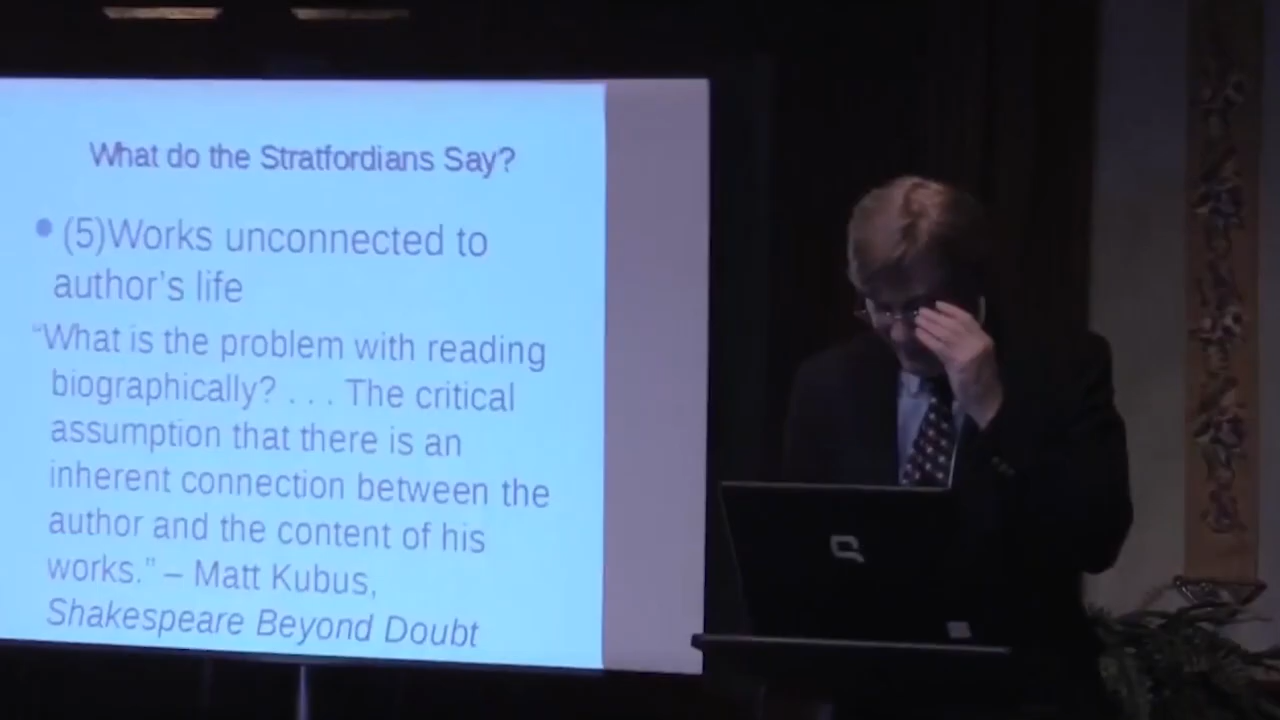 What do the Stratfordians Say?
• (5)Works unconnected to
author's life
"What is the problem with reading
biographically? . . . The critical
assumption that there is an
inherent connection between the
author and the content of his
works." – Matt Kubus,
Shakespeare Beyond Doubt